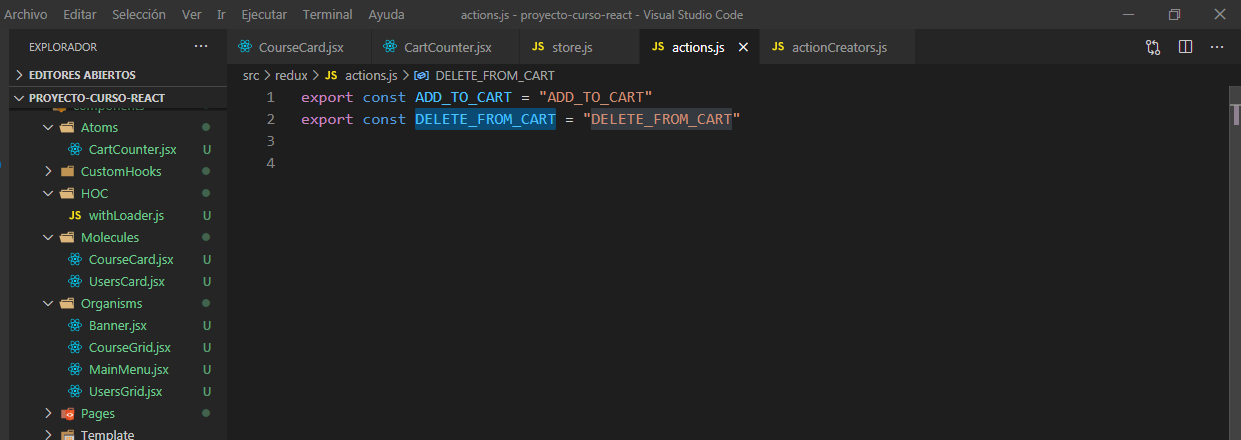 Archivo Editar Selección Ver Ir Ejecutar Terminal Ayuda actions.js - proyecto-curso-react - Visual Studio Code
EXPLORADOR ...
EDITORES ABIERTOS
PROYECTO-CURSO-REACT
components
Atoms
CartCounter.jsx U
CustomHooks
HOC
JS withLoader.js U
Molecules
CourseCard.jsx U
UsersCard.jsx U
Organisms
Banner.jsx U
CourseGrid.jsx U
MainMenu.jsx U
UsersGrid.jsx U
Pages
Template
CourseCard.jsx CartCounter.jsx JS store.js JS actions.js JS actionCreators.js
src > redux > JS actions.js > DELETE_FROM_CART
1 export const ADD_TO_CART = "ADD_TO_CART"
2 export const DELETE_FROM_CART = "DELETE_FROM_CART"
3
4